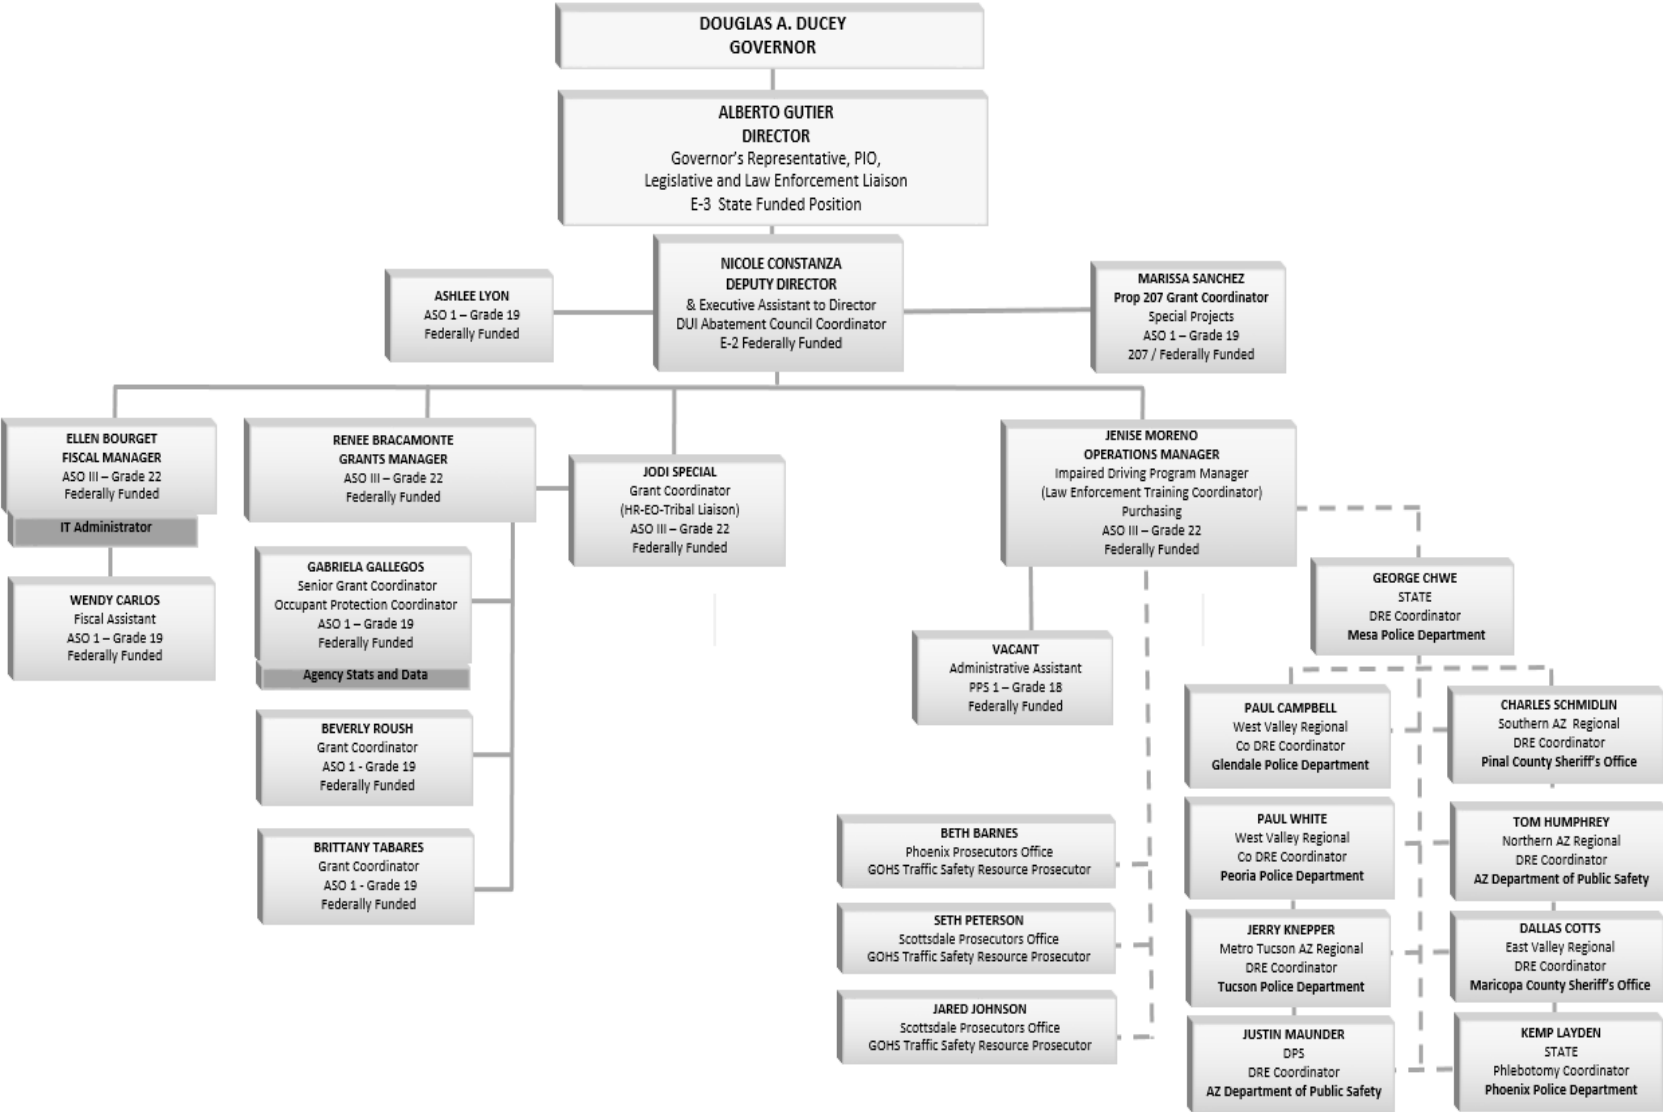 DOUGLAS A. DUCEY
GOVERNOR
ALBERTO GUTIER
DIRECTOR
Governor's Representative, PIO,
Legislative and Law Enforcement Liaison
E-3 State Funded Position
NICOLE CONSTANZA
DEPUTY DIRECTOR
& Executive Assistant to Director
DUI Abatement Council Coordinator
E-2 Federally Funded
ASHLEE LYON
ASO 1 – Grade 19
Federally Funded
MARISSA SANCHEZ
Prop 207 Grant Coordinator
Special Projects
ASO 1 – Grade 19
207 / Federally Funded
ELLEN BOURGET
FISCAL MANAGER
ASO III – Grade 22
Federally Funded
IT Administrator
WENDY CARLOS
Fiscal Assistant
ASO 1 – Grade 19
Federally Funded
RENEE BRACAMONTE
GRANTS MANAGER
ASO III – Grade 22
Federally Funded
GABRIELA GALLEGOS
Senior Grant Coordinator
Occupant Protection Coordinator
ASO 1 – Grade 19
Federally Funded
Agency Stats and Data
BEVERLY ROUSH
Grant Coordinator
ASO 1 - Grade 19
Federally Funded
BRITTANY TABARES
Grant Coordinator
ASO 1 - Grade 19
Federally Funded
JODI SPECIAL
Grant Coordinator
(HR-EO-Tribal Liaison)
ASO III – Grade 22
Federally Funded
JENISE MORENO
OPERATIONS MANAGER
Impaired Driving Program Manager
(Law Enforcement Training Coordinator)
Purchasing
ASO III – Grade 22
Federally Funded
VACANT
Administrative Assistant
PPS 1 – Grade 18
Federally Funded
BETH BARNES
Phoenix Prosecutors Office
GOHS Traffic Safety Resource Prosecutor
SETH PETERSON
Scottsdale Prosecutors Office
GOHS Traffic Safety Resource Prosecutor
JARED JOHNSON
Scottsdale Prosecutors Office
GOHS Traffic Safety Resource Prosecutor
GEORGE CHWE
STATE
DRE Coordinator
Mesa Police Department
PAUL CAMPBELL
West Valley Regional
Co DRE Coordinator
Glendale Police Department
PAUL WHITE
West Valley Regional
Co DRE Coordinator
Peoria Police Department
JERRY KNEPPER
Metro Tucson AZ Regional
DRE Coordinator
Tucson Police Department
JUSTIN MAUNDER
DPS
DRE Coordinator
AZ Department of Public Safety
CHARLES SCHMIDLIN
Southern AZ Regional
DRE Coordinator
Pinal County Sheriff's Office
TOM HUMPHREY
Northern AZ Regional
DRE Coordinator
AZ Department of Public Safety
DALLAS COTTS
East Valley Regional
DRE Coordinator
Maricopa County Sheriff's Office
KEMP LAYDEN
STATE
Phlebotomy Coordinator
Phoenix Police Department